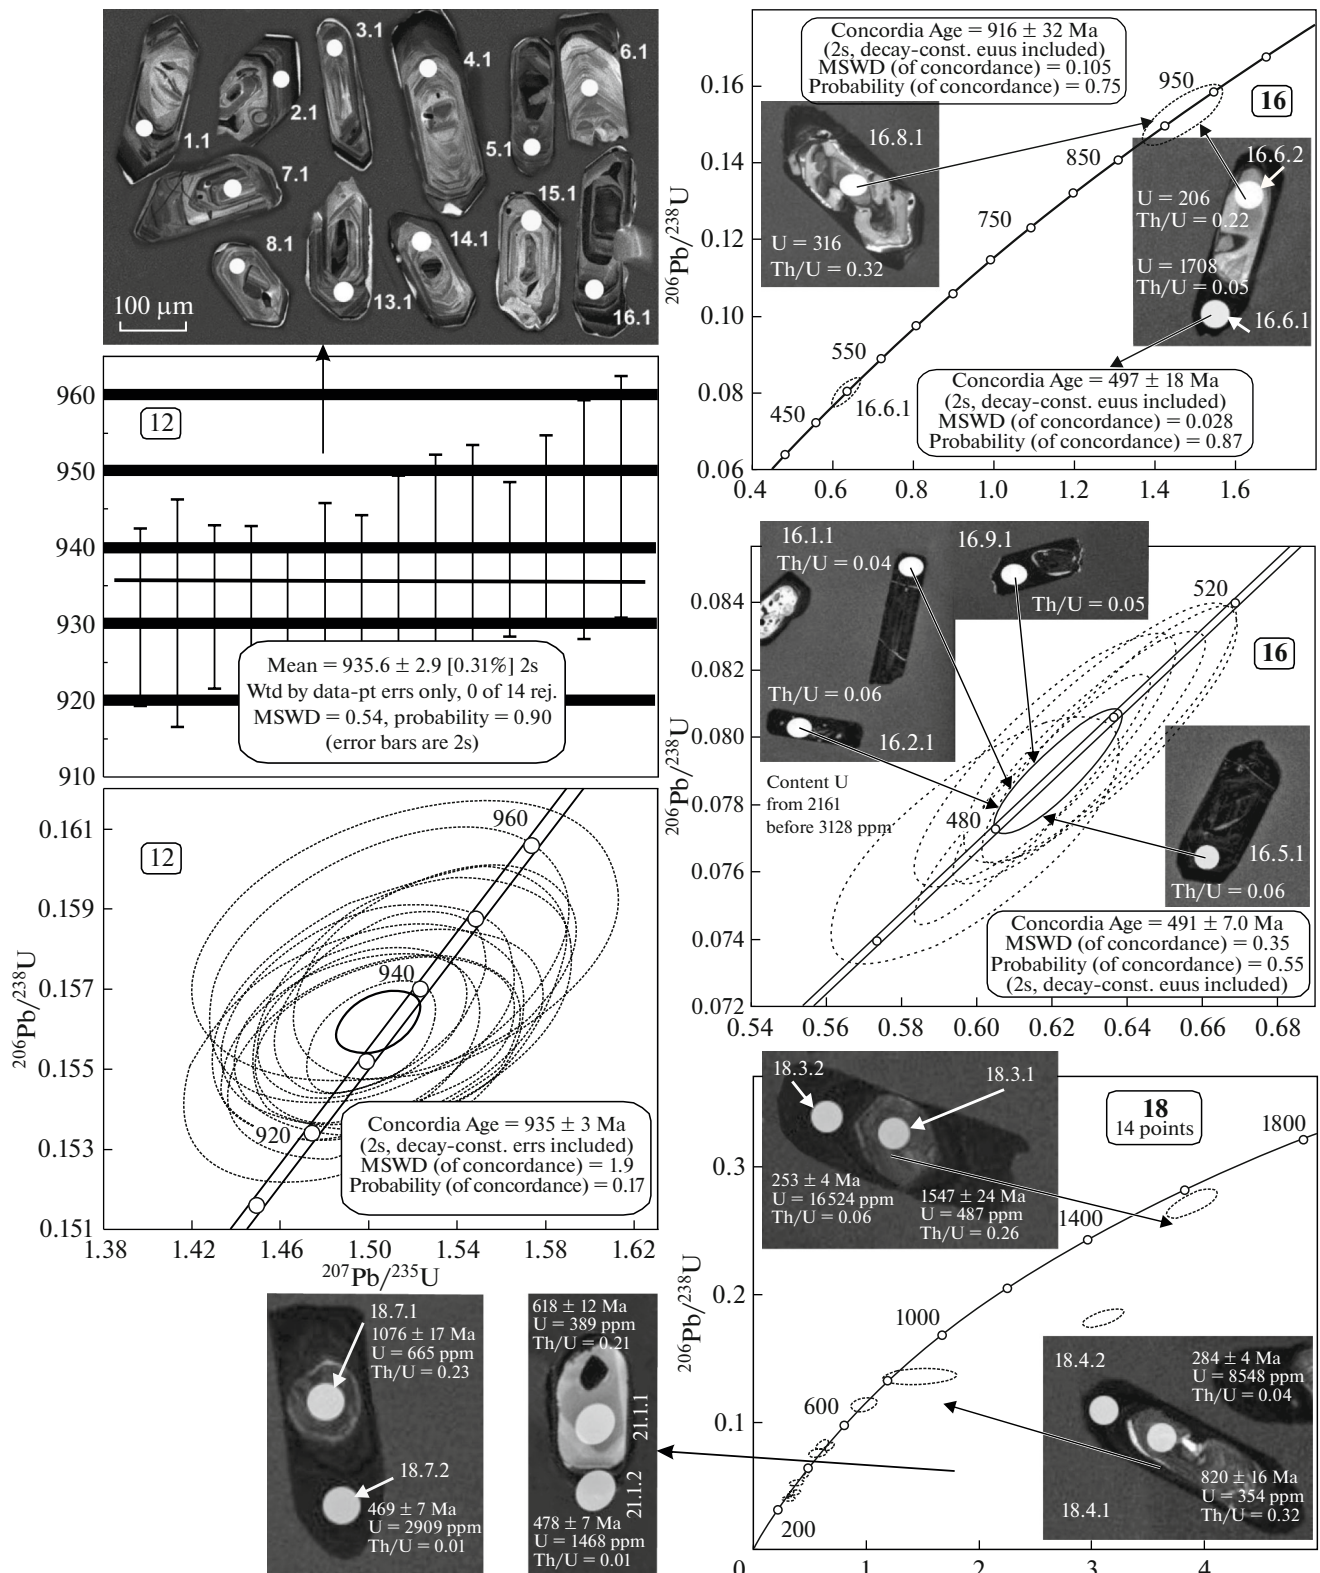 1.1
2.1
3.1
4.1
5.1
6.1
7.1
8.1
13.1
14.1
15.1
16.1
100 µm
960
950
940
930
920
910
12
Mean = 935.6 ± 2.9 [0.31%] 2s
Wtd by data-pt errs only, 0 of 14 rej.
MSWD = 0.54, probability = 0.90
(error bars are 2s)
0.161
0.159
0.157
0.155
0.153
0.151
206Pb/238U
12
960
940
920
Concordia Age = 935 ± 3 Ma
(2s, decay-const. errs included)
MSWD (of concordance) = 1.9
Probability (of concordance) = 0.17
1.38
1.42
1.46
1.50
1.54
1.58
1.62
207Pb/235U
18.7.1
1076 ± 17 Ma
U = 665 ppm
Th/U = 0.23
18.7.2
469 ± 7 Ma
U = 2909 ppm
Th/U = 0.01
618 ± 12 Ma
U = 389 ppm
Th/U = 0.21
21.1.1
21.1.2
478 ± 7 Ma
U = 1468 ppm
Th/U = 0.01
Concordia Age = 916 ± 32 Ma
(2s, decay-const. euus included)
MSWD (of concordance) = 0.105
Probability (of concordance) = 0.75
16
950
850
750
550
450
16.8.1
U = 316
Th/U = 0.32
16.6.2
U = 206
Th/U = 0.22
U = 1708
Th/U = 0.05
16.6.1
16.6.1
Concordia Age = 497 ± 18 Ma
(2s, decay-const. euus included)
MSWD (of concordance) = 0.028
Probability (of concordance) = 0.87
0.16
0.14
0.12
0.10
0.08
0.06
206Pb/238U
0.4
0.6
0.8
1.0
1.2
1.4
1.6
16.1.1
Th/U = 0.04
16.9.1
Th/U = 0.05
520
16
Th/U = 0.06
16.2.1
Content U
from 2161
before 3128 ppm
480
16.5.1
Th/U = 0.06
Concordia Age = 491 ± 7.0 Ma
MSWD (of concordance) = 0.35
Probability (of concordance) = 0.55
(2s, decay-const. euus included)
0.084
0.082
0.080
0.078
0.076
0.074
0.072
206Pb/238U
0.54
0.56
0.58
0.60
0.62
0.64
0.66
0.68
18.3.2
18.3.1
253 ± 4 Ma
U = 16524 ppm
Th/U = 0.06
1547 ± 24 Ma
U = 487 ppm
Th/U = 0.26
18
14 points
1800
1400
1000
600
200
18.4.2
284 ± 4 Ma
U = 8548 ppm
Th/U = 0.04
820 ± 16 Ma
U = 354 ppm
Th/U = 0.32
18.4.1
0.3
0.2
0.1
206Pb/238U
0
1
2
3
4